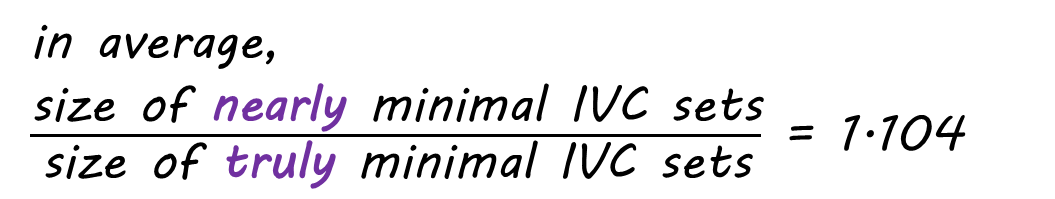 in average,
size of nearly minimal IVC sets
size of truly minimal IVC sets
= 1·104